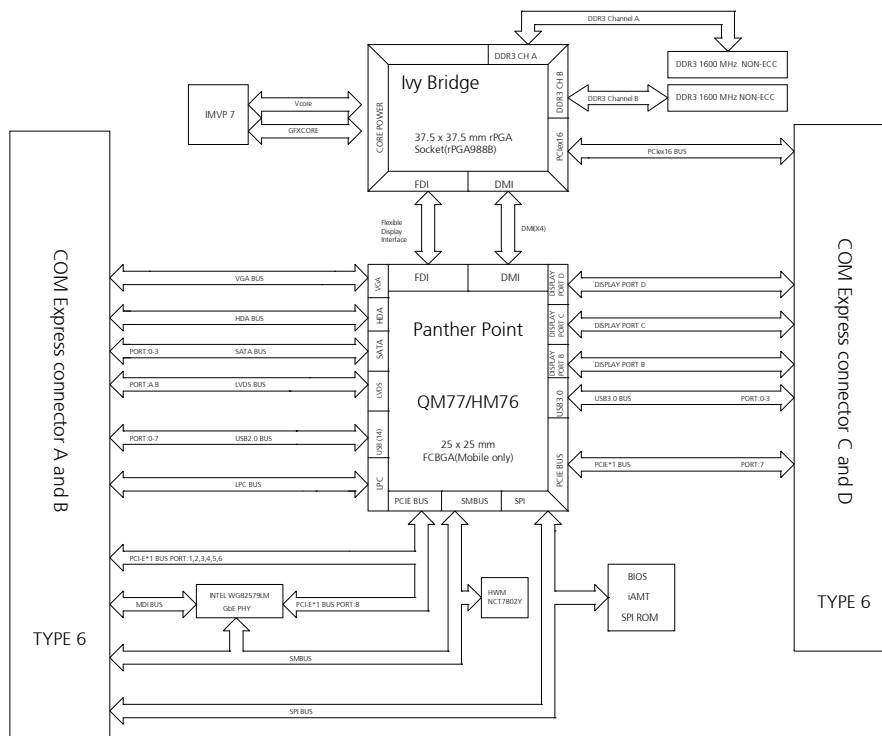 DDR3 Channel A
DDR3 CH A
Ivy Bridge
DDR3 CH B
DDR3 1600 MHz NON-ECC
DDR3 1600 MHz NON-ECC
DDR3 Channel B
IMVP 7
Vcore
GFXCORE
CORE POWER
37.5 x 37.5 mm rPGA
Socket(rPGA988B)
PCIex16
PCIex16 BUS
FDI
DMI
Flexible
Display
Interface
DMI(X4)
COM Express connector A and B
TYPE 6
COM Express connector C and D
TYPE 6
FDI
DMI
VGA BUS
VGA
HDA BUS
HDA
PORT:0-3
SATA BUS
SATA
PORT:A.B
LVDS BUS
LVDS
PORT:0-7
USB2.0 BUS
USB (14)
LPC BUS
LPC
Panther Point
QM77/HM76
25 x 25 mm
FCBGA(Mobile only)
DISPLAY
PORT D
DISPLAY PORT D
DISPLAY
PORT C
DISPLAY PORT C
DISPLAY
PORT B
DISPLAY PORT B
USB3.0
USB3.0 BUS
PORT:0-3
PCIE BUS
PCIE*1 BUS
PORT:7
PCIE BUS
SMBUS
SPI
PCI-E*1 BUS PORT:1,2,3,4,5,6
MDI BUS
INTEL WG82579LM
GbE PHY
PCI-E*1 BUS PORT:8
HWM
NCT7802Y
BIOS
iAMT
SPI ROM
SMBUS
SPI BUS